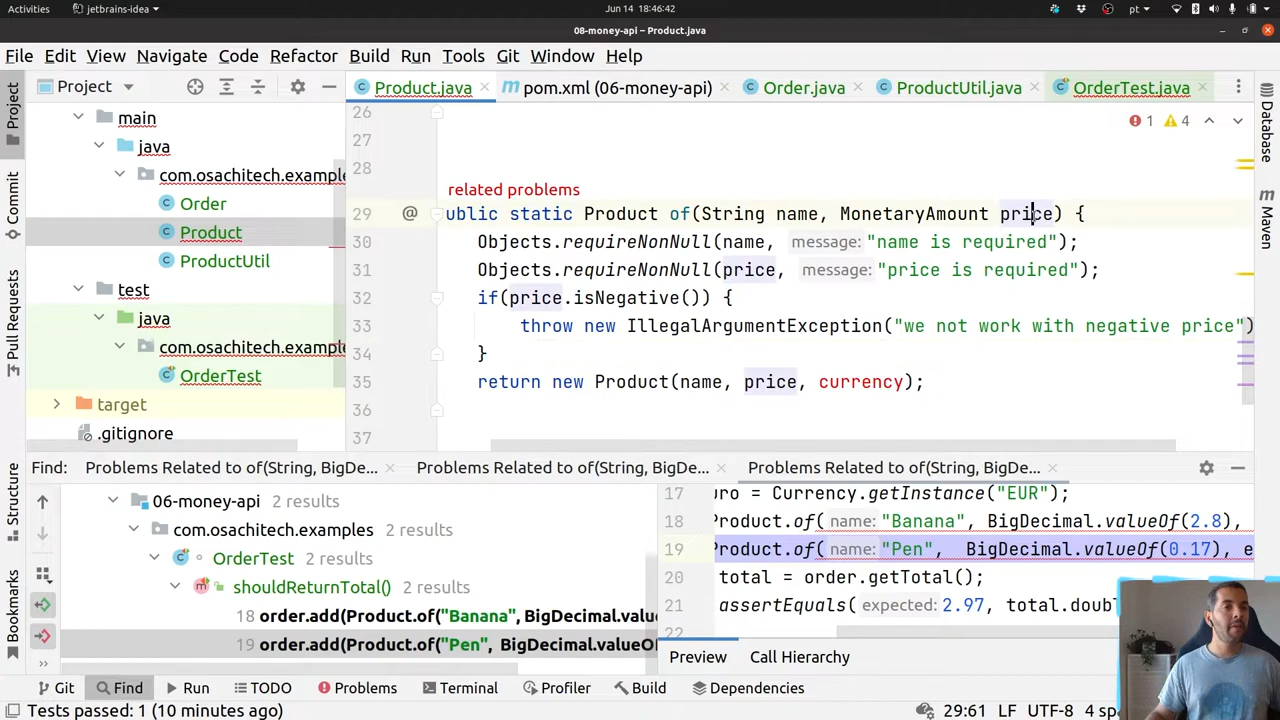 Activities
jetbrains-idea
Jun 14 18:46:42
pt
08-money-api – Product.java
File Edit View Navigate Code Refactor Build Run Tools Git Window Help
Project
Product.java
pom.xml (06-money-api)
Order.java
ProductUtil.java
OrderTest.java
Project
Commit
Pull Requests
Structure
Bookmarks
main
java
com.osachitech.example
Order
Product
ProductUtil
test
java
com.osachitech.example
OrderTest
target
.gitignore
1 4
26
27
28
related problems
29 @ ublic static Product of(String name, MonetaryAmount price) {
30 Objects.requireNonNull(name, message: "name is required");
31 Objects.requireNonNull(price, message: "price is required");
32 if(price.isNegative()) {
33 throw new IllegalArgumentException("we not work with negative price")
34 }
35 return new Product(name, price, currency);
36
37
Database
Maven
Find: Problems Related to of(String, BigDe... Problems Related to of(String, BigDe... Problems Related to of(String, BigDe...
06-money-api 2 results
com.osachitech.examples 2 results
OrderTest 2 results
shouldReturnTotal() 2 results
18 order.add(Product.of("Banana", BigDecimal.value
19 order.add(Product.of("Pen", BigDecimal.valueO
17 uro = Currency.getInstance("EUR");
18 Product.of( name: "Banana", BigDecimal.valueOf(2.8),
19 Product.of( name: "Pen", BigDecimal.valueOf(0.17), e
20 total = order.getTotal();
21 assertEquals( expected: 2.97, total.doubl
22
Preview Call Hierarchy
Git Find Run TODO Problems Terminal Profiler Build Dependencies
Tests passed: 1 (10 minutes ago)
29:61 LF UTF-8 4 sp